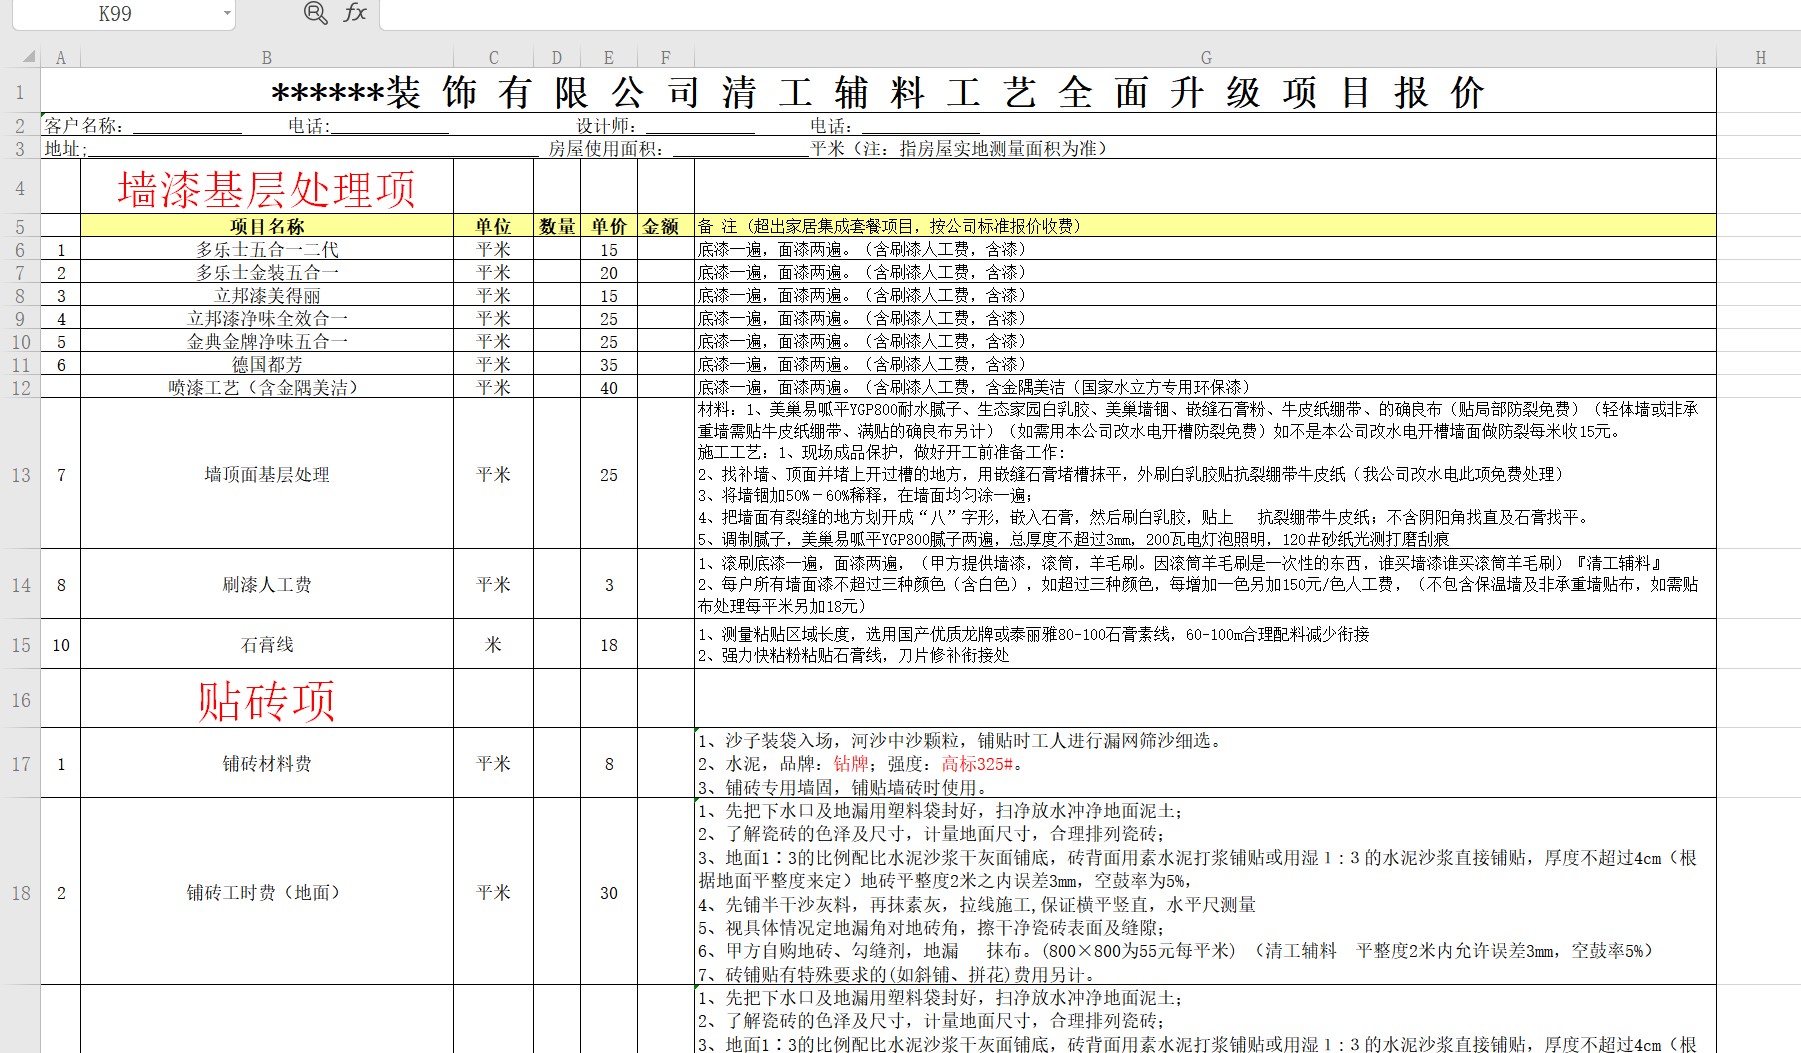 K99
fx
A B C D E F G H
1 ******装饰有限公司清工辅料工艺全面升级项目报价
2 客户名称：____________ 电话:_____________ 设计师：____________ 电话：_____________
3 地址;__________________________________________________ 房屋使用面积：_______________平米（注：指房屋实地测量面积为准）
4 墙漆基层处理项
5 项目名称 单位 数量 单价 金额 备 注（超出家居集成套餐项目，按公司标准报价收费）
6 1 多乐士五合一二代 平米 15 底漆一遍，面漆两遍。（含刷漆人工费，含漆）
7 2 多乐士金装五合一 平米 20 底漆一遍，面漆两遍。（含刷漆人工费，含漆）
8 3 立邦漆美得丽 平米 15 底漆一遍，面漆两遍。（含刷漆人工费，含漆）
9 4 立邦漆净味全效合一 平米 25 底漆一遍，面漆两遍。（含刷漆人工费，含漆）
10 5 金典金牌净味五合一 平米 25 底漆一遍，面漆两遍。（含刷漆人工费，含漆）
11 6 德国都芳 平米 35 底漆一遍，面漆两遍。（含刷漆人工费，含漆）
12 喷漆工艺（含金隅美洁） 平米 40 底漆一遍，面漆两遍。（含刷漆人工费，含金隅美洁（国家水立方专用环保漆）
13 7 墙顶面基层处理 平米 25
材料：1、美巢易呱平YGP800耐水腻子、生态家园白乳胶、美巢墙锢、嵌缝石膏粉、牛皮纸绷带、的确良布（贴局部防裂免费）（轻体墙或非承
重墙需贴牛皮纸绷带、满贴的确良布另计）（如需用本公司改水电开槽防裂免费）如不是本公司改水电开槽墙面做防裂每米收15元。
施工工艺：1、现场成品保护，做好开工前准备工作：
2、找补墙、顶面并堵上开过槽的地方，用嵌缝石膏堵槽抹平，外刷白乳胶贴抗裂绷带牛皮纸（我公司改水电此项免费处理）
3、将墙锢加50%－60%稀释，在墙面均匀涂一遍；
4、把墙面有裂缝的地方划开成“八”字形，嵌入石膏，然后刷白乳胶，贴上 抗裂绷带牛皮纸；不含阴阳角找直及石膏找平。
5、调制腻子，美巢易呱平YGP800腻子两遍，总厚度不超过3mm，200瓦电灯泡照明，120＃砂纸光测打磨刮痕
14 8 刷漆人工费 平米 3
1、滚刷底漆一遍，面漆两遍，（甲方提供墙漆，滚筒，羊毛刷。因滚筒羊毛刷是一次性的东西，谁买墙漆谁买滚筒羊毛刷）『清工辅料』
2、每户所有墙面漆不超过三种颜色（含白色），如超过三种颜色，每增加一色另加150元/色人工费，（不包含保温墙及非承重墙贴布，如需贴
布处理每平米另加18元）
15 10 石膏线 米 18
1、测量粘贴区域长度，选用国产优质龙牌或泰丽雅80-100石膏素线，60-100m合理配料减少衔接
2、强力快粘粉粘贴石膏线，刀片修补衔接处
16 贴砖项
17 1 铺砖材料费 平米 8
1、沙子装袋入场，河沙中沙颗粒，铺贴时工人进行漏网筛沙细选。
2、水泥，品牌：钻牌；强度：高标325#。
3、铺砖专用墙固，铺贴墙砖时使用。
18 2 铺砖工时费（地面） 平米 30
1、先把下水口及地漏用塑料袋封好，扫净放水冲净地面泥土；
2、了解瓷砖的色泽及尺寸，计量地面尺寸，合理排列瓷砖；
3、地面1∶3的比例配比水泥沙浆干灰面铺底，砖背面用素水泥打浆铺贴或用湿１:３的水泥沙浆直接铺贴，厚度不超过4cm（根
据地面平整度来定）地砖平整度2米之内误差3mm，空鼓率为5%，
4、先铺半干沙灰料，再抹素灰，拉线施工,保证横平竖直，水平尺测量
5、视具体情况定地漏角对地砖角，擦干净瓷砖表面及缝隙；
6、甲方自购地砖、勾缝剂，地漏 抹布。(800×800为55元每平米）（清工辅料 平整度2米内允许误差3mm，空鼓率5%）
7、砖铺贴有特殊要求的(如斜铺、拼花)费用另计。
1、先把下水口及地漏用塑料袋封好，扫净放水冲净地面泥土；
2、了解瓷砖的色泽及尺寸，计量地面尺寸，合理排列瓷砖；
3、地面1∶3的比例配比水泥沙浆干灰面铺底，砖背面用素水泥打浆铺贴或用湿１:３的水泥沙浆直接铺贴，厚度不超过4cm（根